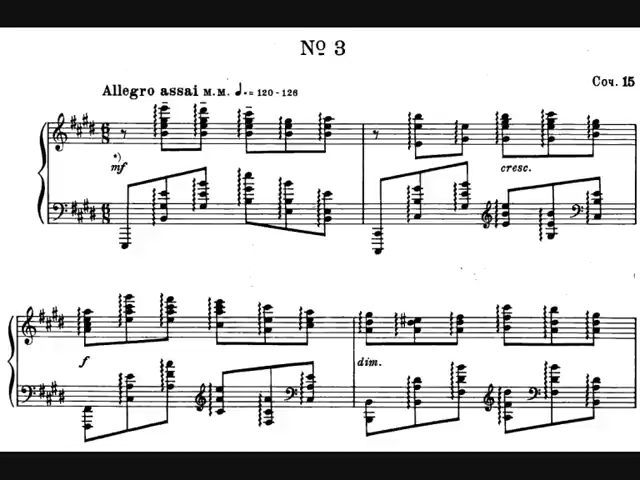 № 3
Соч. 15
Allegro assai M.M. ♩.= 120 - 126
*)
mf
cresc.
f
dim.